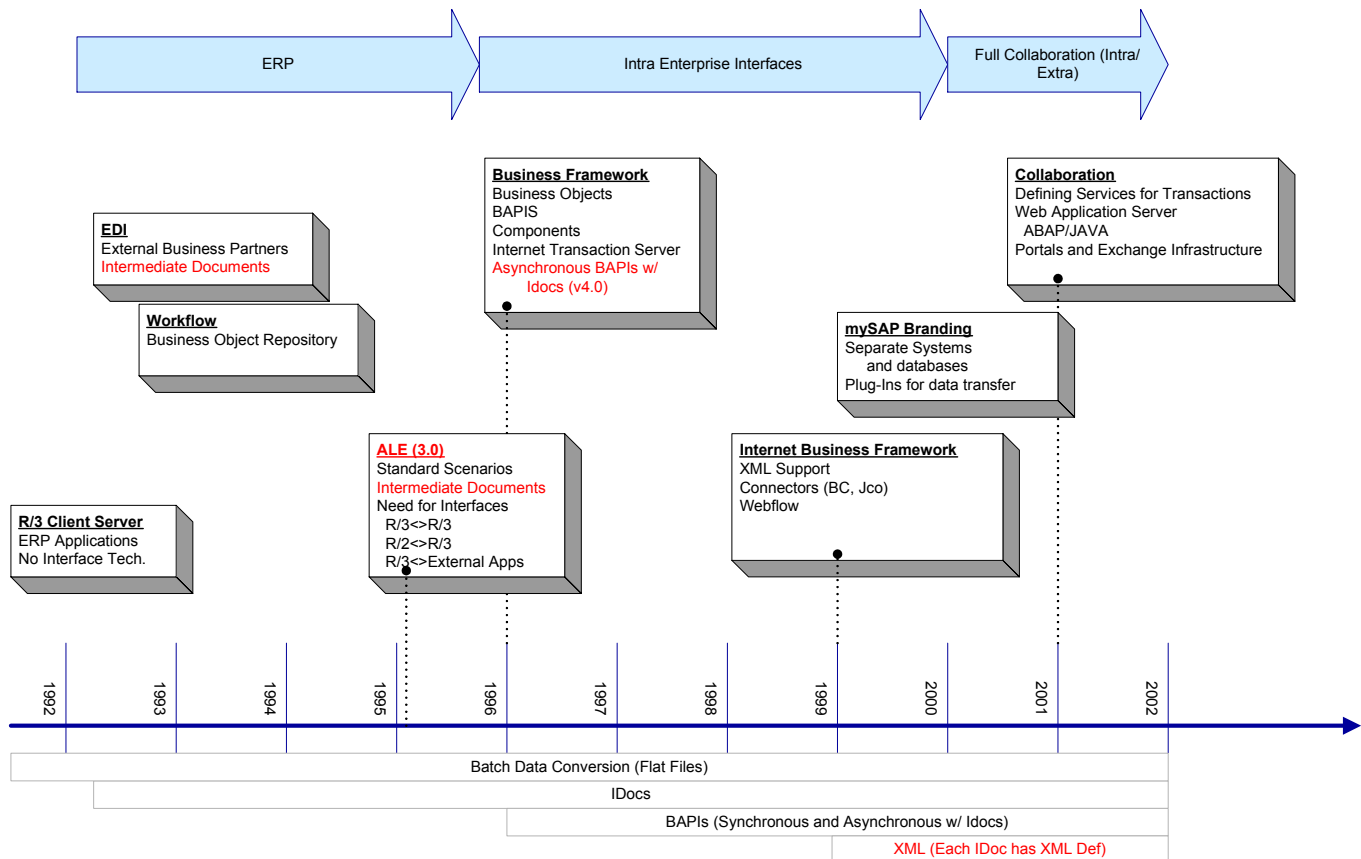 ERP
Intra Enterprise Interfaces
Full Collaboration (Intra/
Extra)
EDI
External Business Partners
Intermediate Documents
Workflow
Business Object Repository
Business Framework
Business Objects
BAPIS
Components
Internet Transaction Server
Asynchronous BAPIs w/
Idocs (v4.0)
Collaboration
Defining Services for Transactions
Web Application Server
ABAP/JAVA
Portals and Exchange Infrastructure
mySAP Branding
Separate Systems
and databases
Plug-Ins for data transfer
R/3 Client Server
ERP Applications
No Interface Tech.
ALE (3.0)
Standard Scenarios
Intermediate Documents
Need for Interfaces
R/3<>R/3
R/2<>R/3
R/3<>External Apps
Internet Business Framework
XML Support
Connectors (BC, Jco)
Webflow
1992
1993
1994
1995
1996
1997
1998
1999
2000
2001
2002
Batch Data Conversion (Flat Files)
IDocs
BAPIs (Synchronous and Asynchronous w/ Idocs)
XML (Each IDoc has XML Def)